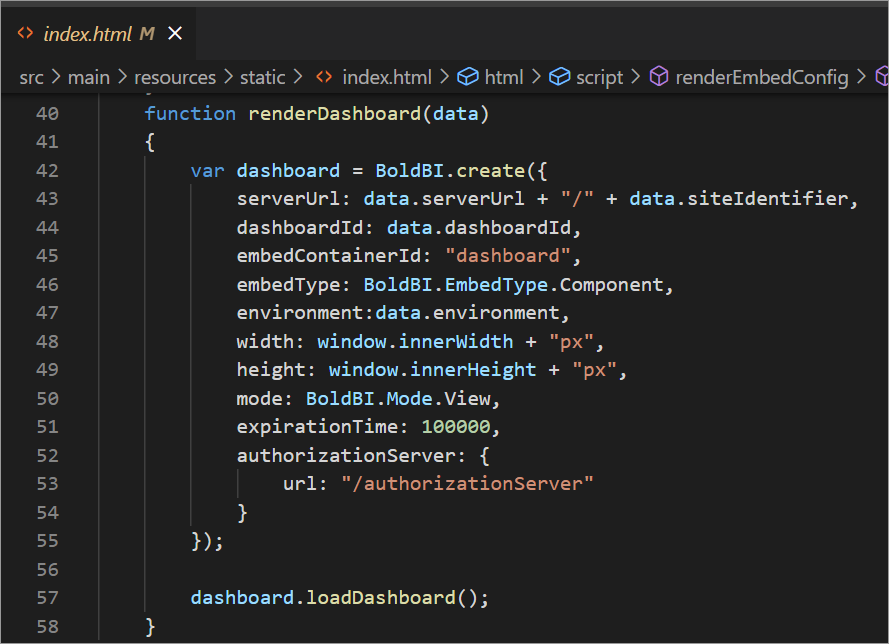 index.html M
src > main > resources > static > index.html > html > script > renderEmbedConfig >
40 function renderDashboard(data)
41 {
42 var dashboard = BoldBI.create({
43 serverUrl: data.serverUrl + "/" + data.siteIdentifier,
44 dashboardId: data.dashboardId,
45 embedContainerId: "dashboard",
46 embedType: BoldBI.EmbedType.Component,
47 environment:data.environment,
48 width: window.innerWidth + "px",
49 height: window.innerHeight + "px",
50 mode: BoldBI.Mode.View,
51 expirationTime: 100000,
52 authorizationServer: {
53 url: "/authorizationServer"
54 }
55 });
56
57 dashboard.loadDashboard();
58 }